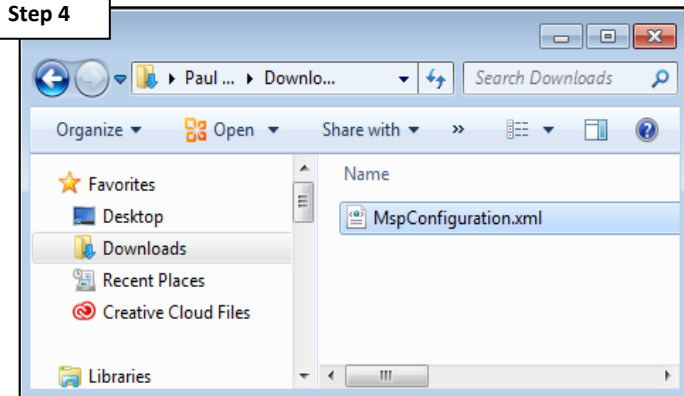 Step 4
Paul ... Downlo... Search Downloads
Organize Open Share with »
Favorites
Desktop
Downloads
Recent Places
Creative Cloud Files
Libraries
Name
MspConfiguration.xml